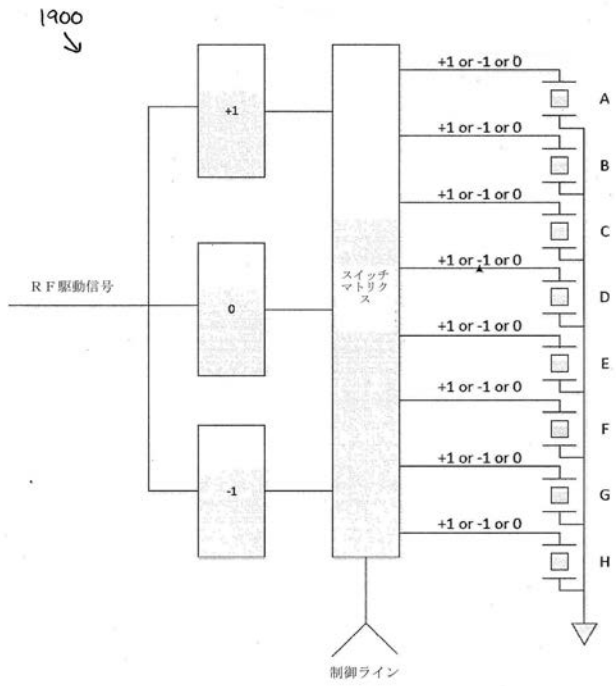 1900
+1 or -1 or 0
A
+1
+1 or -1 or 0
B
+1 or -1 or 0
C
+1 or -1 or 0
D
RF駆動信号
0
スイッチ
マトリク
ス
+1 or -1 or 0
E
+1 or -1 or 0
F
-1
+1 or -1 or 0
G
+1 or -1 or 0
H
制御ライン